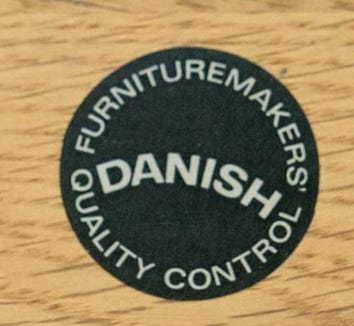 FURNITUREMAKERS'
DANISH
QUALITY CONTROL